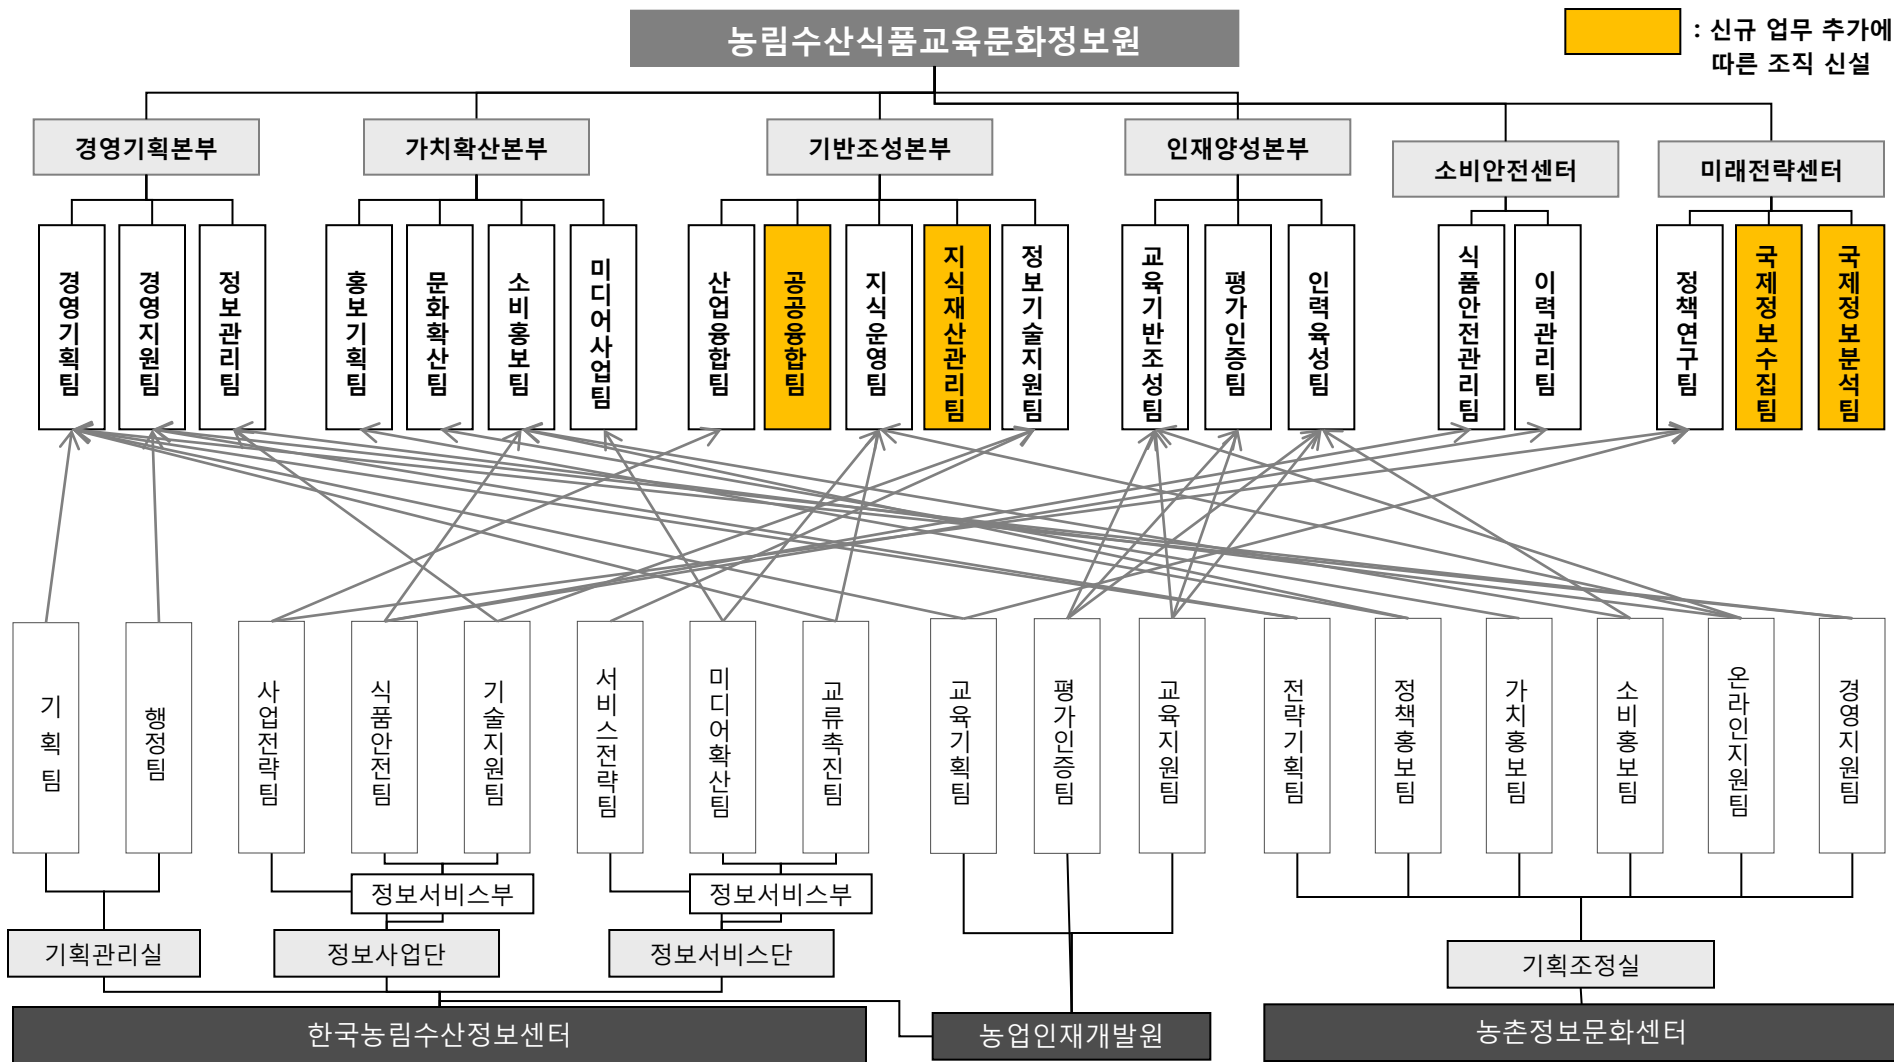 농림수산식품교육문화정보원
: 신규 업무 추가에
따른 조직 신설
경영기획본부
가치확산본부
기반조성본부
인재양성본부
소비안전센터
미래전략센터
경영기획팀
경영지원팀
정보관리팀
홍보기획팀
문화확산팀
소비홍보팀
미디어사업팀
산업융합팀
공공융합팀
지식운영팀
지식재산관리팀
정보기술지원팀
교육기반조성팀
평가인증팀
인력육성팀
식품안전관리팀
이력관리팀
정책연구팀
국제정보수집팀
국제정보분석팀
기획팀
행정팀
사업전략팀
식품안전팀
기술지원팀
서비스전략팀
미디어확산팀
교류촉진팀
교육기획팀
평가인증팀
교육지원팀
전략기획팀
정책홍보팀
가치홍보팀
소비홍보팀
온라인지원팀
경영지원팀
정보서비스부
정보서비스부
기획관리실
정보사업단
정보서비스단
기획조정실
한국농림수산정보센터
농업인재개발원
농촌정보문화센터